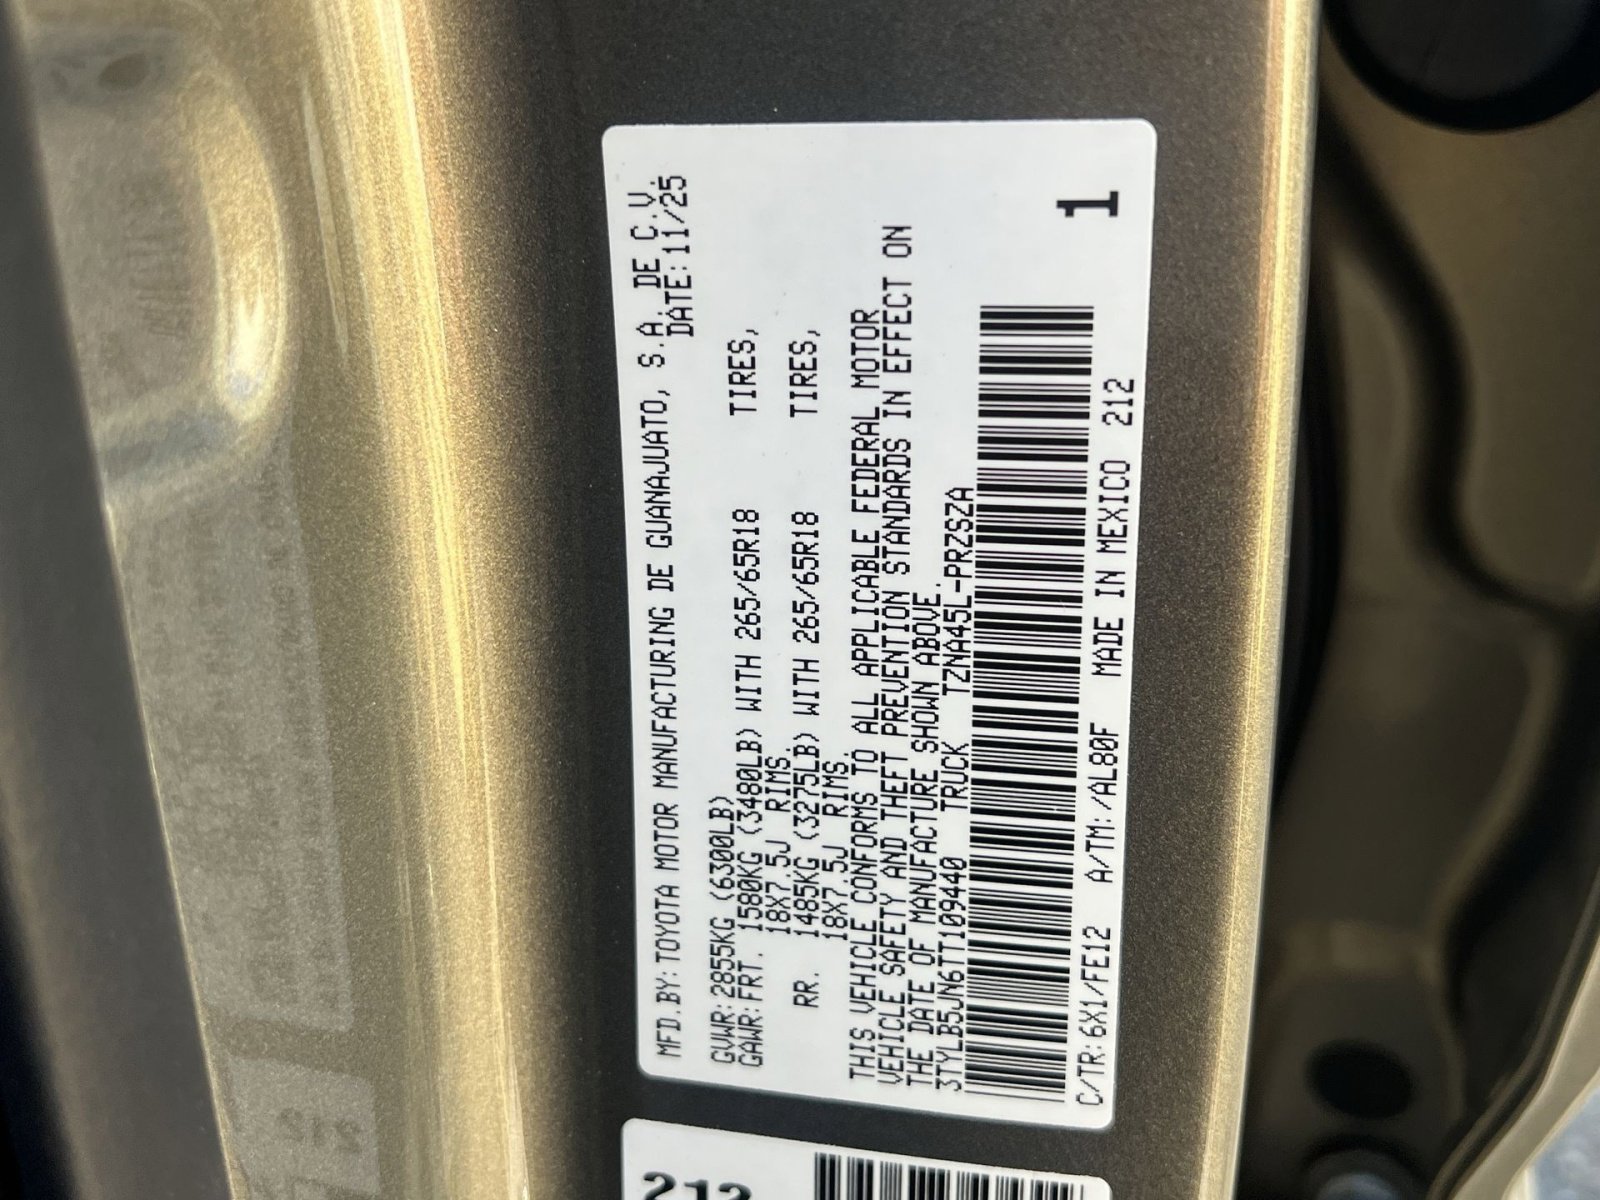 MFD.BY:TOYOTA MOTOR MANUFACTURING DE GUANAJUATO, S.A. DE C.V.
DATE:11/25
GVWR:2855KG (6300LB)
GAWR:FRT. 1580KG (3480LB) WITH 265/65R18 TIRES,
18X7.5J RIMS.
RR. 1485KG (3275LB) WITH 265/65R18 TIRES,
18X7.5J RIMS.
THIS VEHICLE CONFORMS TO ALL APPLICABLE FEDERAL MOTOR
VEHICLE SAFETY AND THEFT PREVENTION STANDARDS IN EFFECT ON
THE DATE OF MANUFACTURE SHOWN ABOVE.
3TYLB5JN6TT109440 TRUCK TZNA45L-PRZSZA
C/TR:6X1/FE12 A/TM:/AL80F MADE IN MEXICO 212
1
212